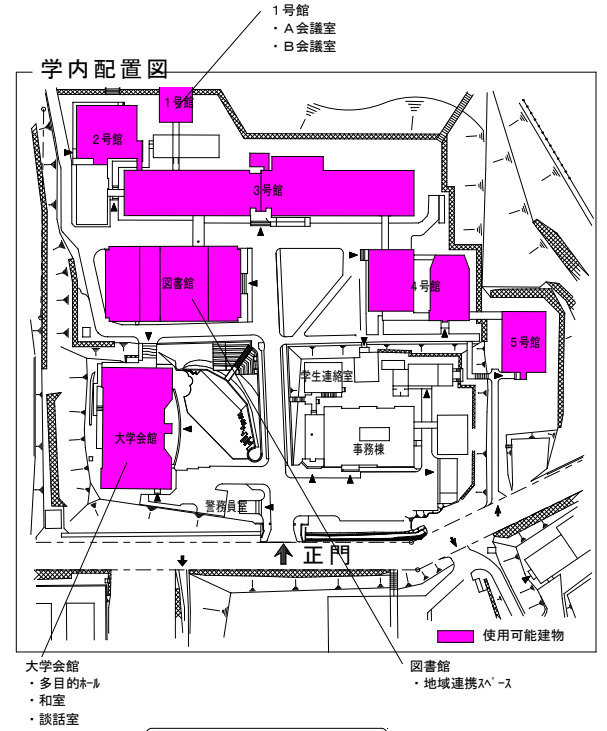 1号館
・A会議室
・B会議室
学内配置図
1号館
2号館
3号館
図書館
4号館
5号館
学生連絡室
大学会館
事務棟
警務員室
正門
使用可能建物
大学会館
・多目的ﾎｰﾙ
・和室
・談話室
図書館
・地域連携ｽﾍﾟｰｽ